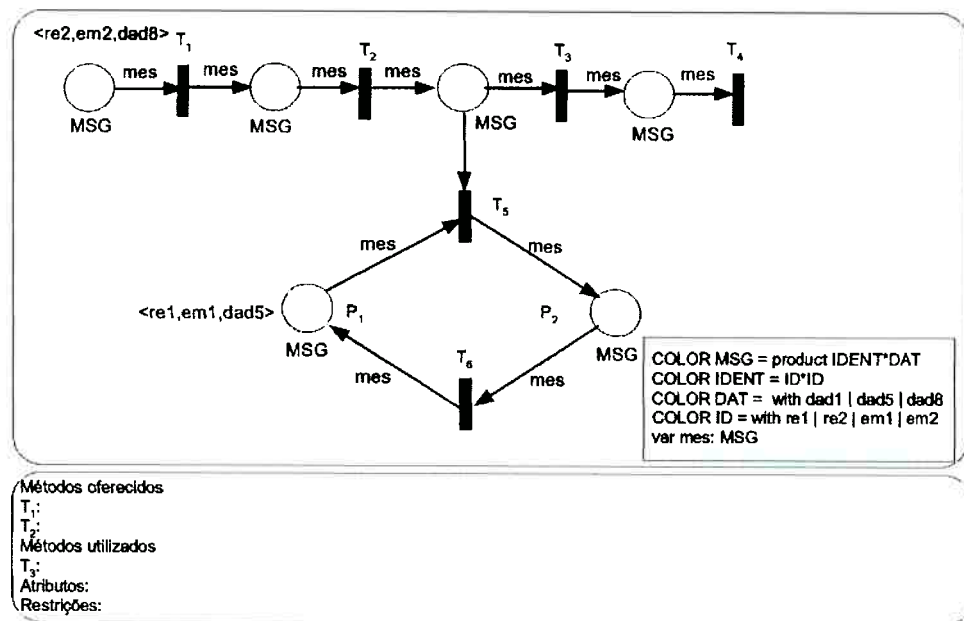 <re2,em2,dad8>
T1
T2
T3
T4
mes
mes
mes
mes
mes
mes
mes
MSG
MSG
MSG
MSG
T5
mes
mes
<re1,em1,dad5>
P1
P2
MSG
MSG
T6
mes
mes
COLOR MSG = product IDENT*DAT
COLOR IDENT = ID*ID
COLOR DAT = with dad1 | dad5 | dad8
COLOR ID = with re1 | re2 | em1 | em2
var mes: MSG
Métodos oferecidos
T1:
T2:
Métodos utilizados
T3:
Atributos:
Restrições: